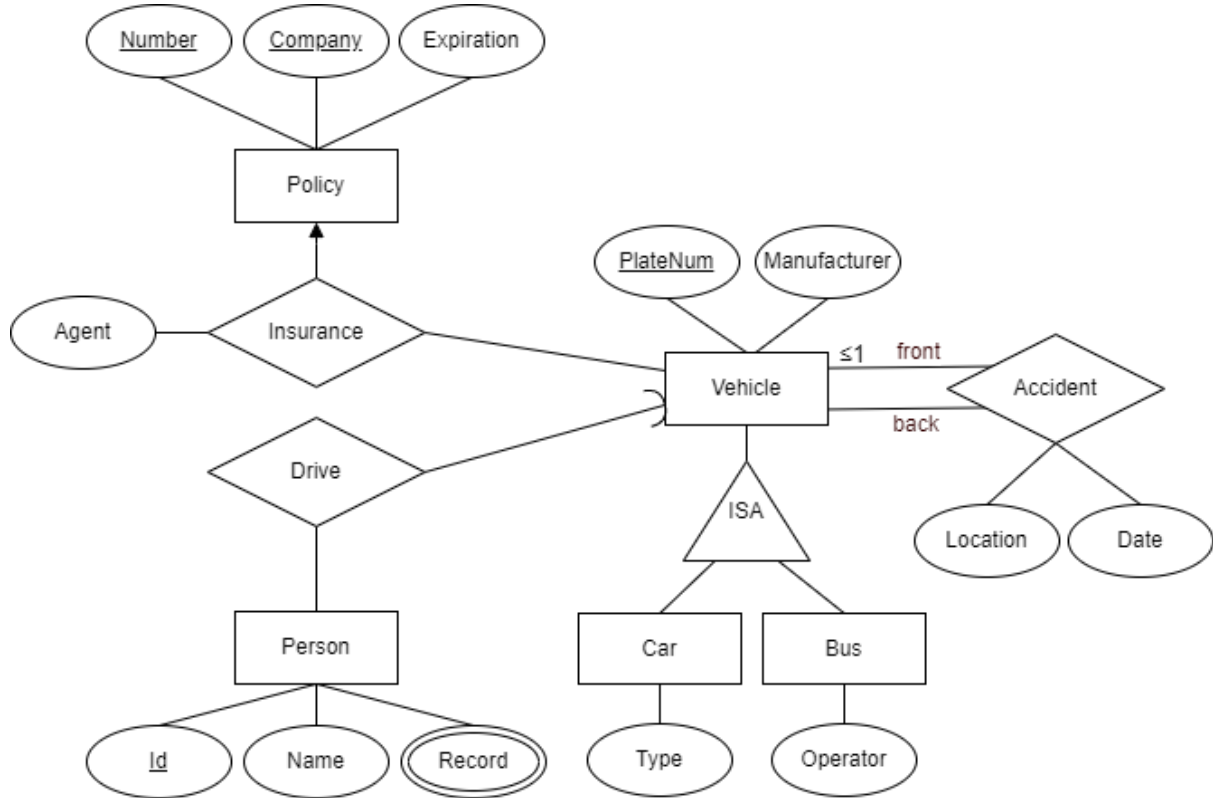 Number
Company
Expiration
Policy
PlateNum
Manufacturer
Agent
Insurance
≤1
front
Vehicle
Accident
back
Drive
ISA
Location
Date
Person
Car
Bus
Id
Name
Record
Type
Operator